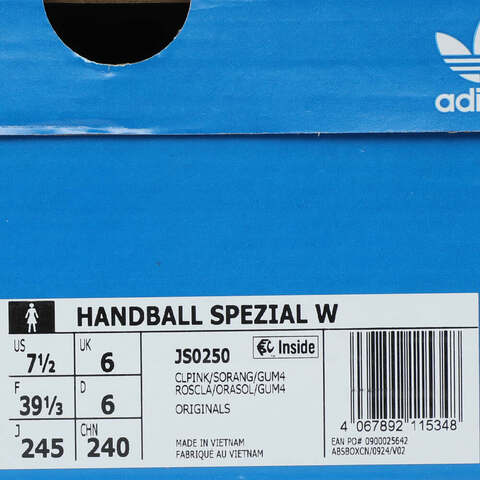 adi
HANDBALL SPEZIAL W
US 7½ UK 6
F 39⅓ D 6
J 245 CHN 240
JS0250 Inside
CLPINK/SORANG/GUM4
ROSCLA/ORASOL/GUM4
ORIGINALS
MADE IN VIETNAM
FABRIQUÉ AU VIETNAM
4 067892 115348
EAN PO# 0900025642
ABSBOXCN/0924/V02